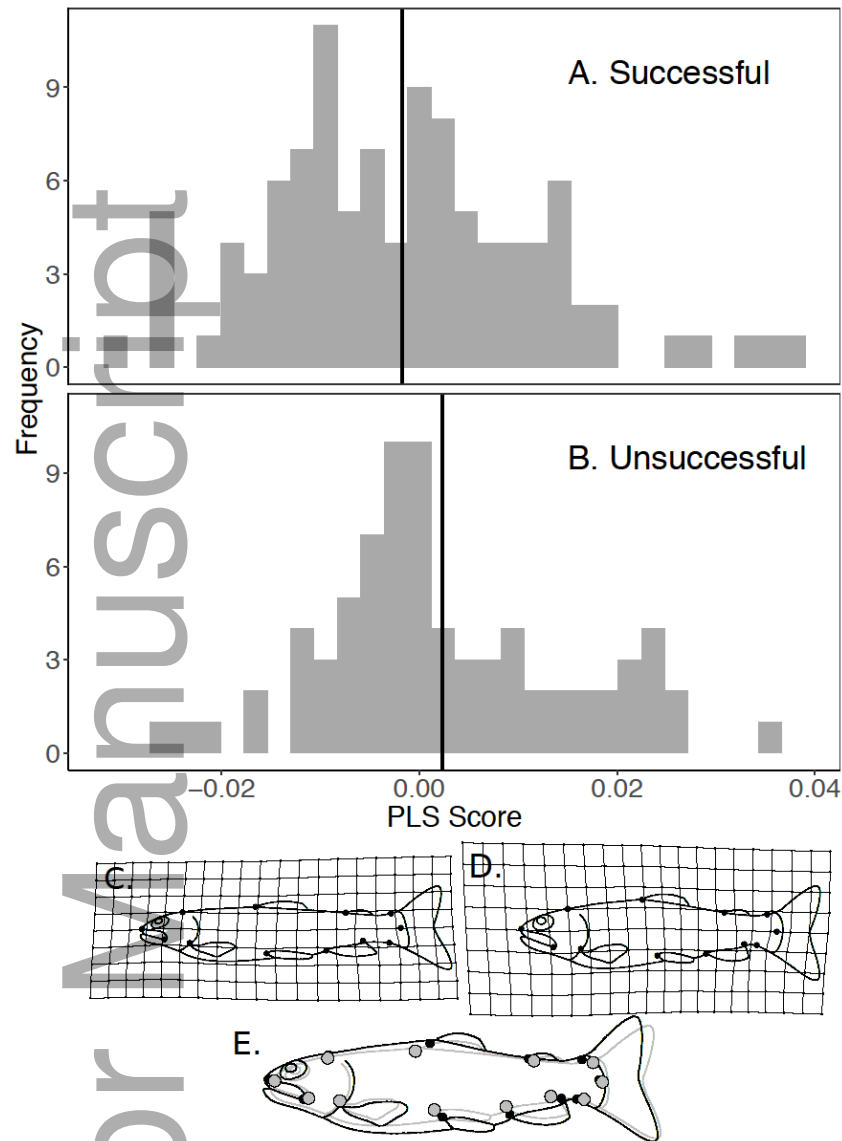 A. Successful
9
6
3
0
Frequency
B. Unsuccessful
9
6
3
0
−0.02 0.00 0.02 0.04
PLS Score
C. D.
E.
or Manuscript